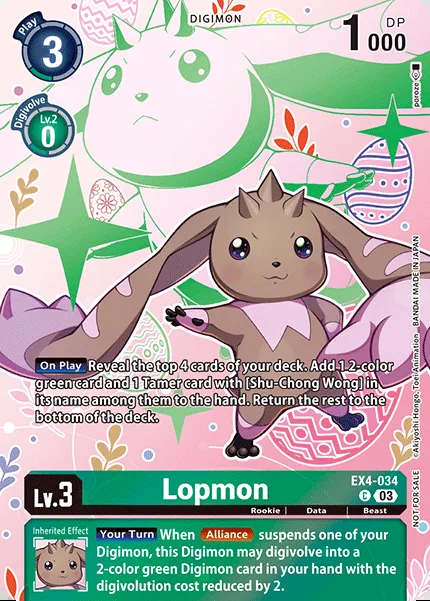 DIGIMON
Play
3
1000
DP
Digivolve
Lv.2
0
poroze
On Play Reveal the top 4 cards of your deck. Add 1 2-color
green card and 1 Tamer card with [Shu-Chong Wong] in
its name among them to the hand. Return the rest to the
bottom of the deck.
©Akiyoshi Hongo, Toei Animation BANDAI MADE IN JAPAN
NOT FOR SALE
Lv.3
Lopmon
EX4-034
C 03
Rookie | Data | Beast
Inherited Effect
Your Turn When Alliance suspends one of your
Digimon, this Digimon may digivolve into a
2-color green Digimon card in your hand with the
digivolution cost reduced by 2.